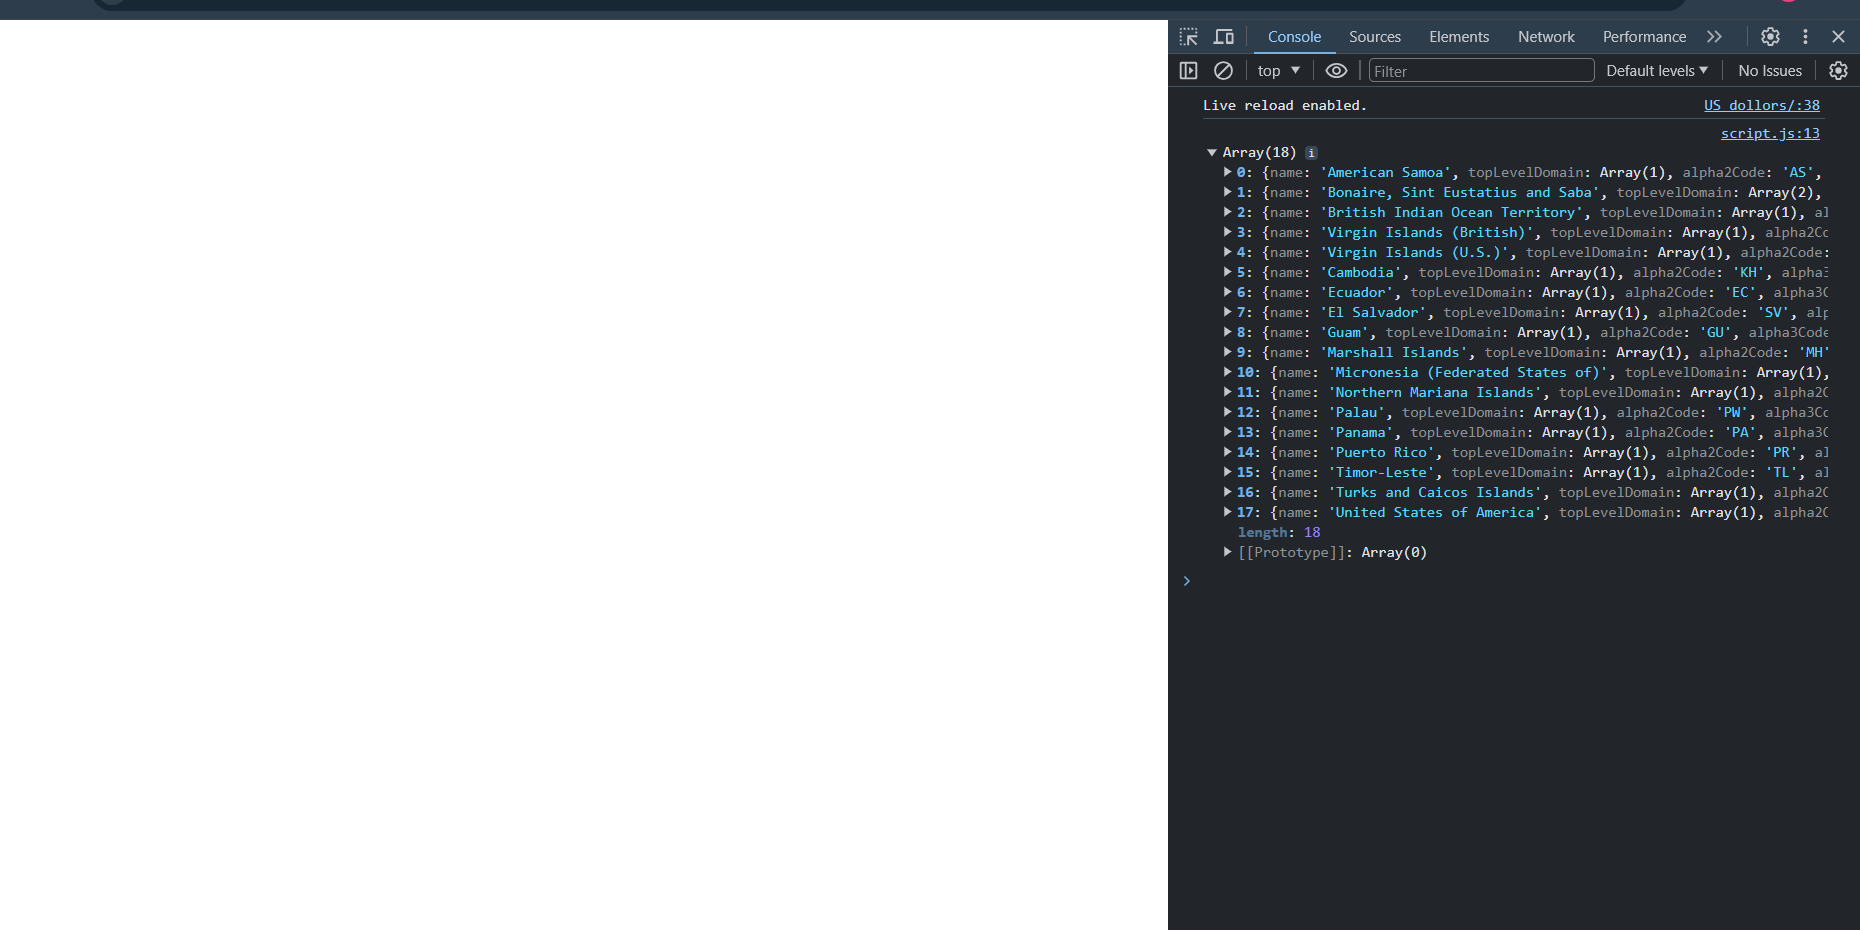 Console Sources Elements Network Performance
top Filter Default levels No Issues
Live reload enabled. US dollors/:38
script.js:13
Array(18) i
0: {name: 'American Samoa', topLevelDomain: Array(1), alpha2Code: 'AS',
1: {name: 'Bonaire, Sint Eustatius and Saba', topLevelDomain: Array(2),
2: {name: 'British Indian Ocean Territory', topLevelDomain: Array(1), al
3: {name: 'Virgin Islands (British)', topLevelDomain: Array(1), alpha2Co
4: {name: 'Virgin Islands (U.S.)', topLevelDomain: Array(1), alpha2Code:
5: {name: 'Cambodia', topLevelDomain: Array(1), alpha2Code: 'KH', alpha3
6: {name: 'Ecuador', topLevelDomain: Array(1), alpha2Code: 'EC', alpha3C
7: {name: 'El Salvador', topLevelDomain: Array(1), alpha2Code: 'SV', alp
8: {name: 'Guam', topLevelDomain: Array(1), alpha2Code: 'GU', alpha3Code
9: {name: 'Marshall Islands', topLevelDomain: Array(1), alpha2Code: 'MH'
10: {name: 'Micronesia (Federated States of)', topLevelDomain: Array(1),
11: {name: 'Northern Mariana Islands', topLevelDomain: Array(1), alpha2C
12: {name: 'Palau', topLevelDomain: Array(1), alpha2Code: 'PW', alpha3Co
13: {name: 'Panama', topLevelDomain: Array(1), alpha2Code: 'PA', alpha3C
14: {name: 'Puerto Rico', topLevelDomain: Array(1), alpha2Code: 'PR', al
15: {name: 'Timor-Leste', topLevelDomain: Array(1), alpha2Code: 'TL', al
16: {name: 'Turks and Caicos Islands', topLevelDomain: Array(1), alpha2C
17: {name: 'United States of America', topLevelDomain: Array(1), alpha2C
length: 18
[[Prototype]]: Array(0)